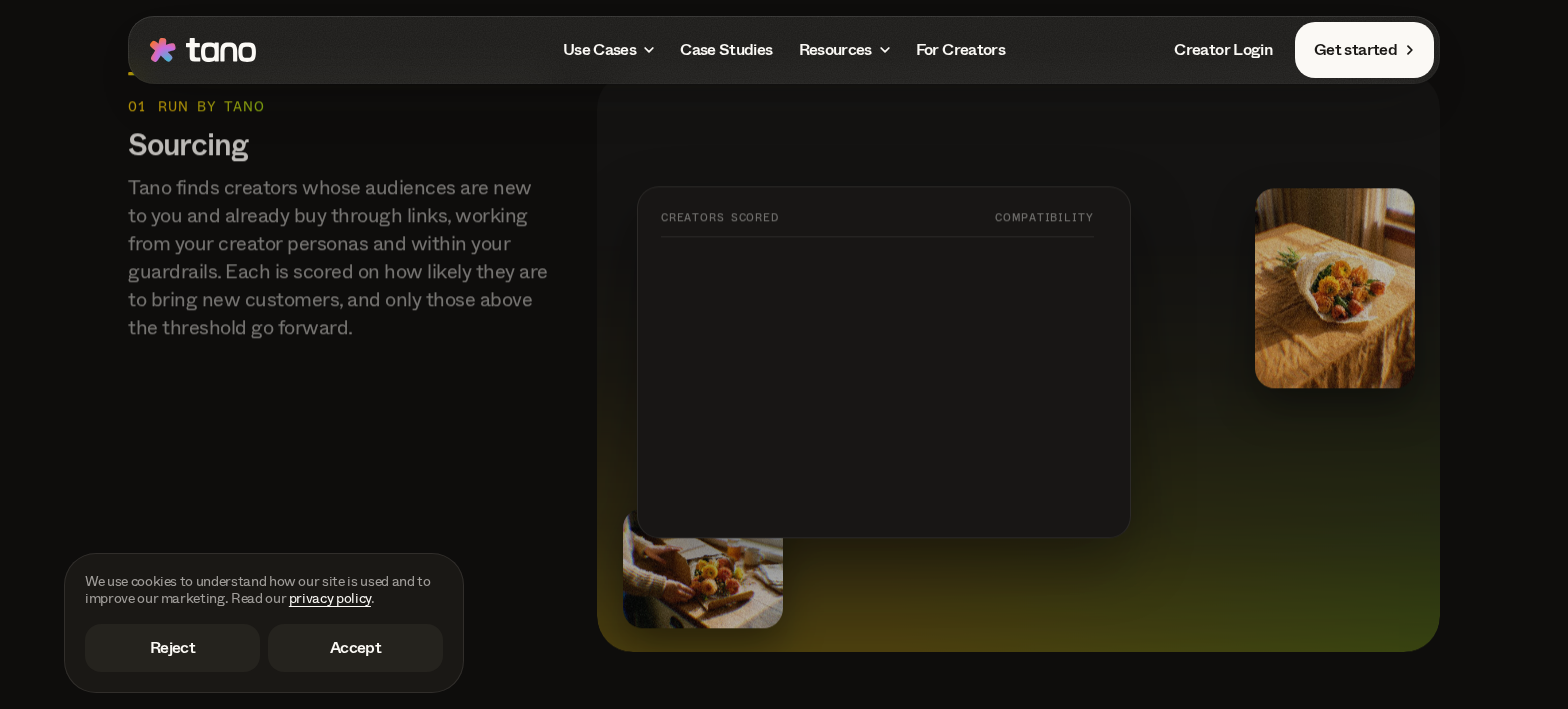 tano
Use Cases
Case Studies
Resources
For Creators
Creator Login
Get started
01 RUN BY TANO
Sourcing
Tano finds creators whose audiences are new
to you and already buy through links, working
from your creator personas and within your
guardrails. Each is scored on how likely they are
to bring new customers, and only those above
the threshold go forward.
CREATORS SCORED
COMPATIBILITY
We use cookies to understand how our site is used and to
improve our marketing. Read our privacy policy.
Reject
Accept